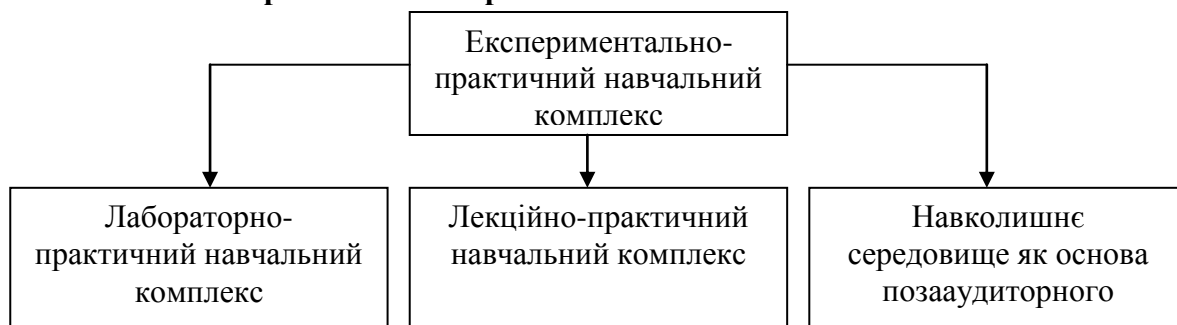 Експериментально-
практичний навчальний
комплекс
Лабораторно-
практичний навчальний
комплекс
Лекційно-практичний
навчальний комплекс
Навколишнє
середовище як основа
позааудиторного